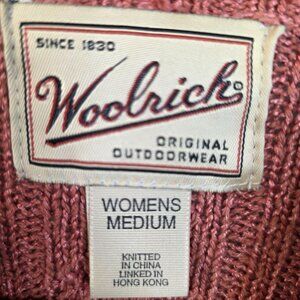 SINCE 1830
Woolrich®
ORIGINAL
OUTDOORWEAR
WOMENS
MEDIUM
KNITTED
IN CHINA
LINKED IN
HONG KONG